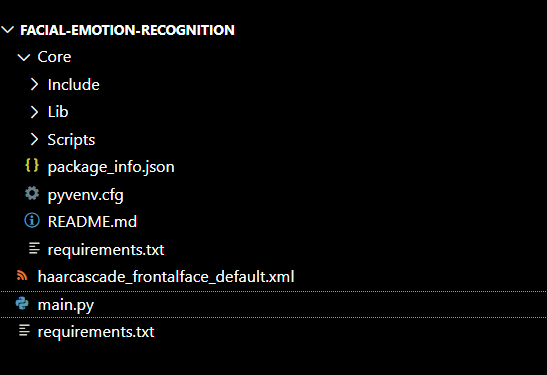 FACIAL-EMOTION-RECOGNITION
Core
Include
Lib
Scripts
{} package_info.json
pyvenv.cfg
README.md
requirements.txt
haarcascade_frontalface_default.xml
main.py
requirements.txt